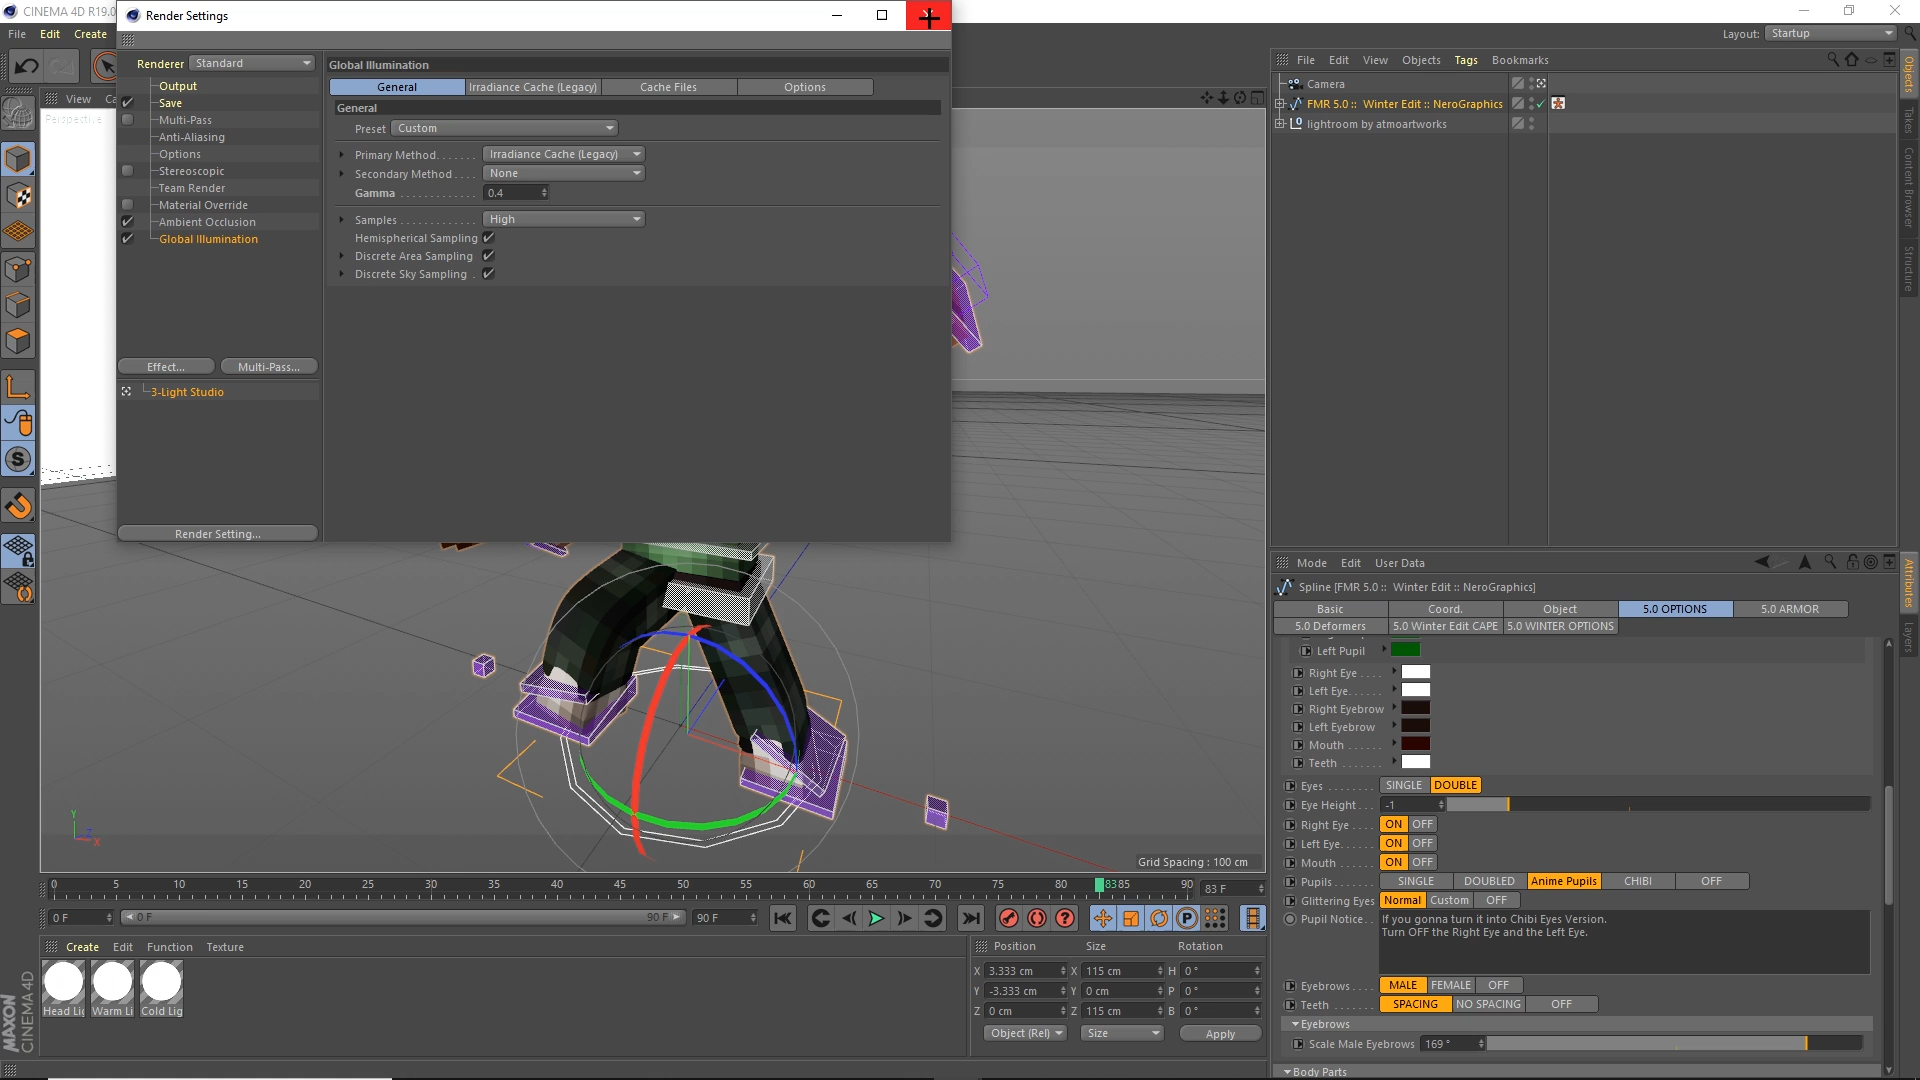 CINEMA 4D R19.0
Render Settings
File Edit Create
Layout: Startup
Renderer Standard
Output
Save
Multi-Pass
Anti-Aliasing
Options
Stereoscopic
Team Render
Material Override
Ambient Occlusion
Global Illumination
Effect... Multi-Pass...
3-Light Studio
Render Setting...
Global Illumination
General Irradiance Cache (Legacy) Cache Files Options
General
Preset Custom
Primary Method....... Irradiance Cache (Legacy)
Secondary Method.... None
Gamma ............. 0.4
Samples ............ High
Hemispherical Sampling
Discrete Area Sampling
Discrete Sky Sampling .
View
Perspective
File Edit View Objects Tags Bookmarks
Camera
FMR 5.0 :: Winter Edit :: NeroGraphics
lightroom by atmoartworks
Objects
Takes
Content Browser
Structure
Mode Edit User Data
Spline [FMR 5.0 :: Winter Edit :: NeroGraphics]
Basic Coord. Object 5.0 OPTIONS 5.0 ARMOR
5.0 Deformers 5.0 Winter Edit CAPE 5.0 WINTER OPTIONS
Left Pupil
Right Eye ....
Left Eye......
Right Eyebrow
Left Eyebrow
Mouth ......
Teeth .......
Eyes ........ SINGLE DOUBLE
Eye Height... -1
Right Eye .... ON OFF
Left Eye...... ON OFF
Mouth ...... ON OFF
Pupils ....... SINGLE DOUBLED Anime Pupils CHIBI OFF
Glittering Eyes Normal Custom OFF
Pupil Notice.. If you gonna turn it into Chibi Eyes Version.
Turn OFF the Right Eye and the Left Eye.
Eyebrows.... MALE FEMALE OFF
Teeth ....... SPACING NO SPACING OFF
Eyebrows
Scale Male Eyebrows 169 °
Body Parts
Attributes
Layers
Y
Z
X
Grid Spacing : 100 cm
0 5 10 15 20 25 30 35 40 45 50 55 60 65 70 75 80 8385 90 83 F
0 F 0 F 90 F 90 F
P
S
Create Edit Function Texture
Head Lig Warm Li Cold Lig
Position Size Rotation
X 3.333 cm X 115 cm H 0 °
Y -3.333 cm Y 0 cm P 0 °
Z 0 cm Z 115 cm B 0 °
Object (Rel) Size Apply
MAXON
CINEMA 4D